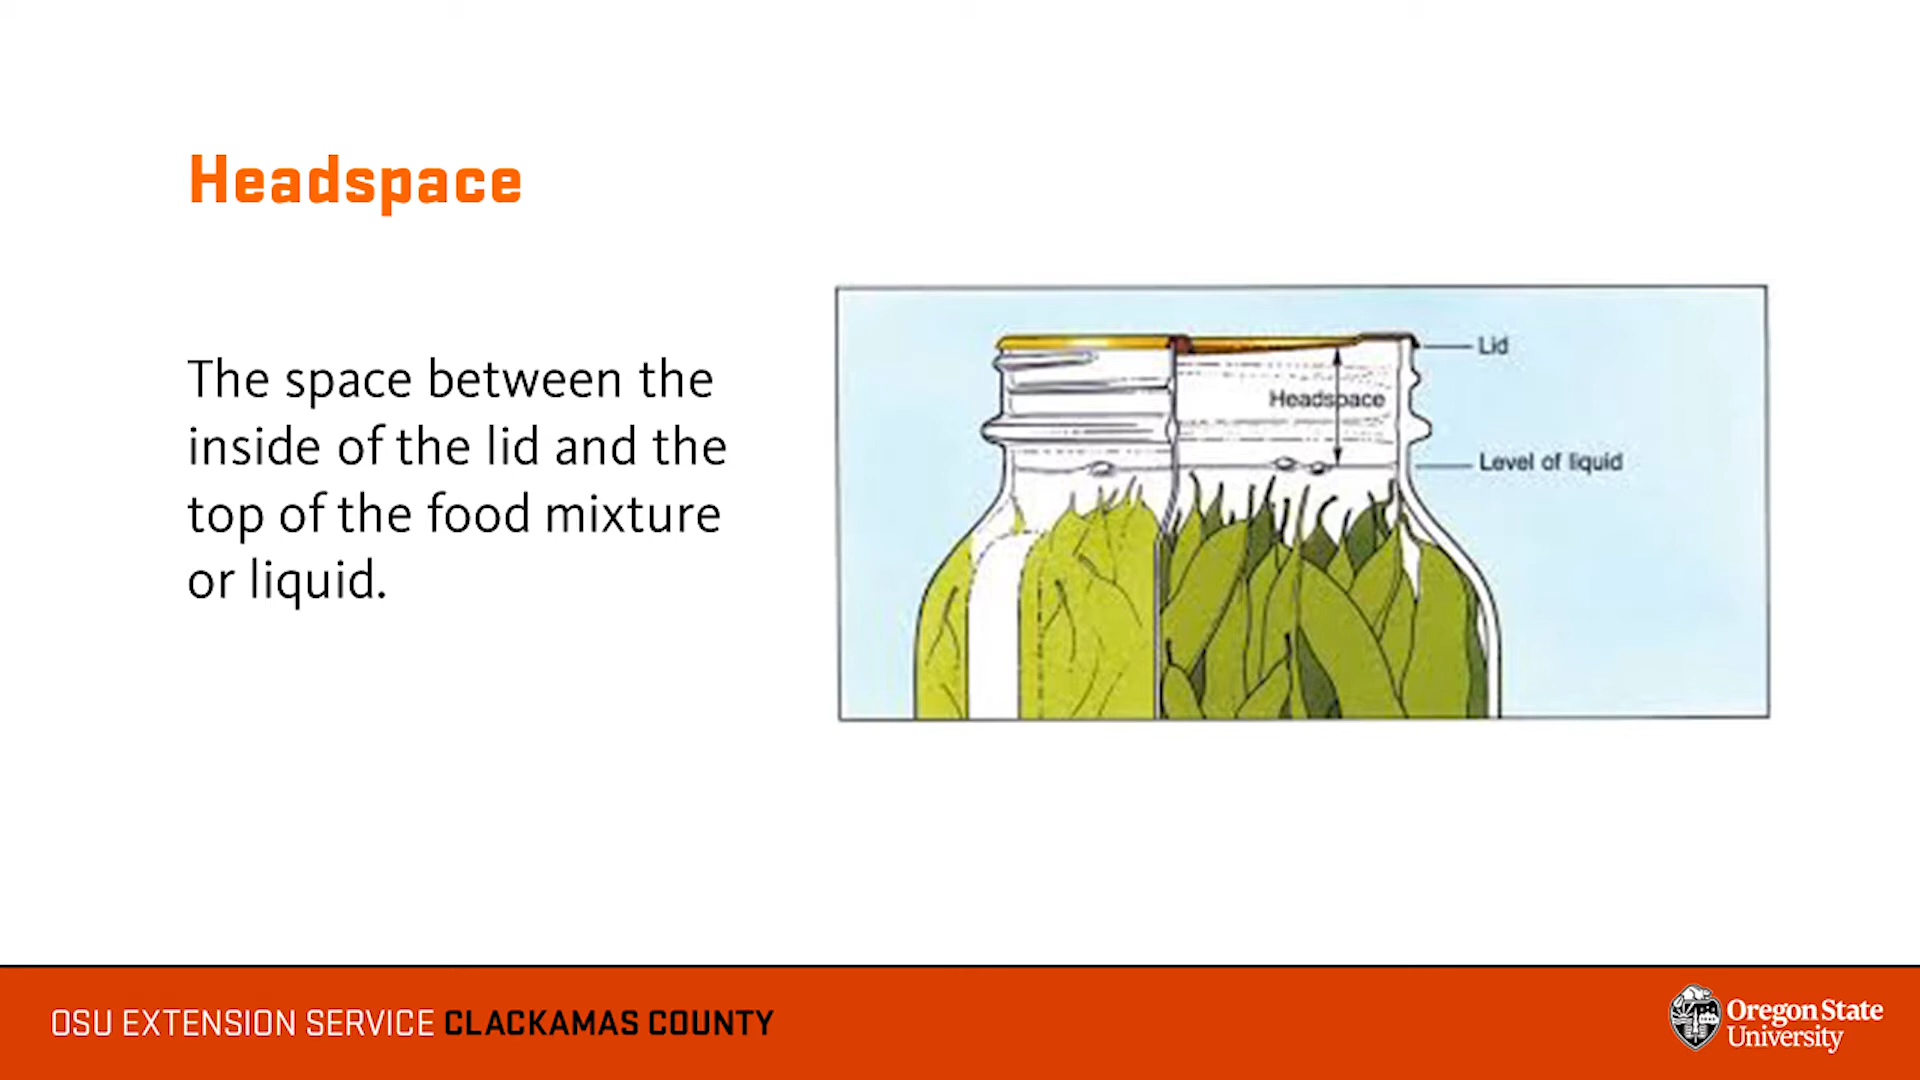 Headspace
The space between the
inside of the lid and the
top of the food mixture
or liquid.
Lid
Headspace
Level of liquid
OSU EXTENSION SERVICE CLACKAMAS COUNTY
Oregon State
University